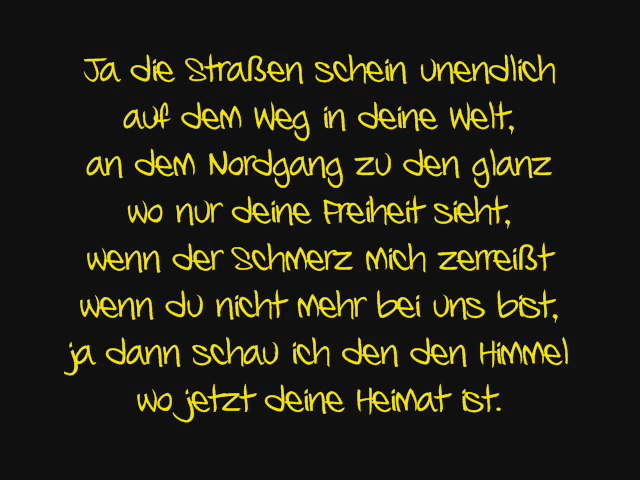 Ja die Straßen schein unendlich
auf dem Weg in deine Welt,
an dem Nordgang zu den glanz
wo nur deine Freiheit sieht,
wenn der Schmerz mich zerreißt
wenn du nicht mehr bei uns bist,
ja dann schau ich den den Himmel
wo jetzt deine Heimat ist.